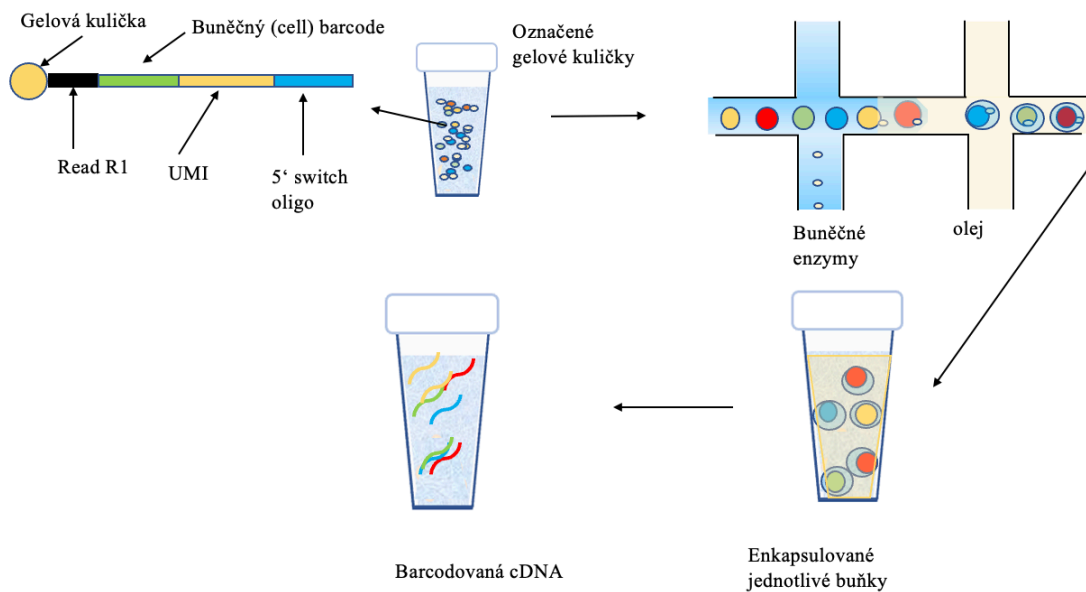 Gelová kulička
Buněčný (cell) barcode
Označené
gelové kuličky
Read R1
UMI
5‘ switch
oligo
Buněčné
enzymy
olej
Barcodovaná cDNA
Enkapsulované
jednotlivé buňky